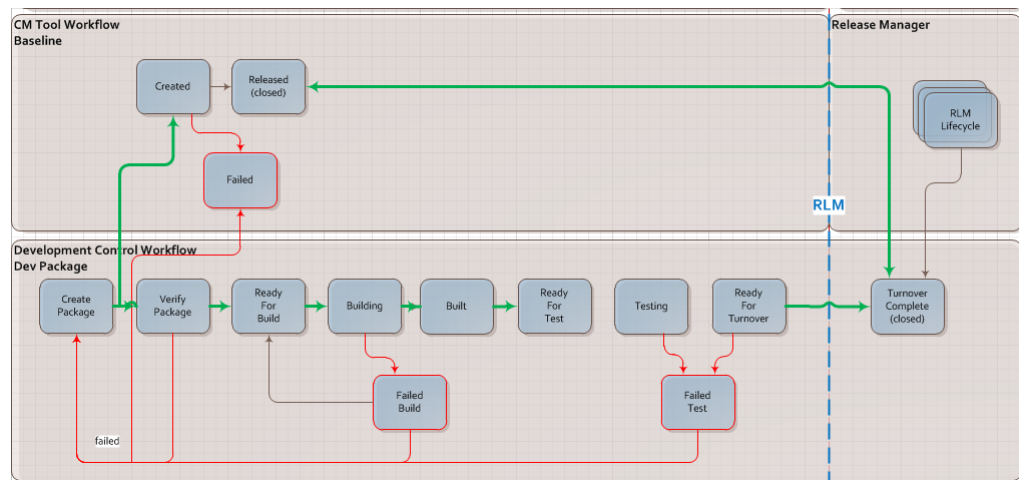 CM Tool Workflow
Baseline
Release Manager
Created
Released
(closed)
RLM
Lifecycle
Failed
RLM
Development Control Workflow
Dev Package
Create
Package
Verify
Package
Ready
For
Build
Building
Built
Ready
For
Test
Testing
Ready
For
Turnover
Turnover
Complete
(closed)
Failed
Build
Failed
Test
failed